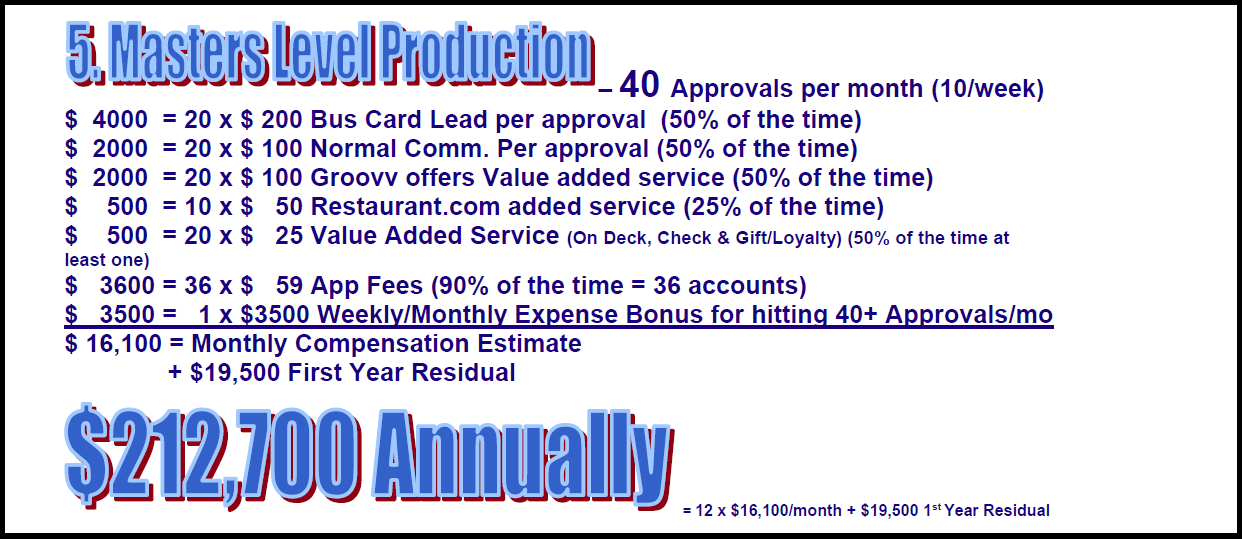 5. Masters Level Production – 40 Approvals per month (10/week)
$ 4000 = 20 x $ 200 Bus Card Lead per approval (50% of the time)
$ 2000 = 20 x $ 100 Normal Comm. Per approval (50% of the time)
$ 2000 = 20 x $ 100 Groovv offers Value added service (50% of the time)
$ 500 = 10 x $ 50 Restaurant.com added service (25% of the time)
$ 500 = 20 x $ 25 Value Added Service (On Deck, Check & Gift/Loyalty) (50% of the time at
least one)
$ 3600 = 36 x $ 59 App Fees (90% of the time = 36 accounts)
$ 3500 = 1 x $3500 Weekly/Monthly Expense Bonus for hitting 40+ Approvals/mo
$ 16,100 = Monthly Compensation Estimate
+ $19,500 First Year Residual
$212,700 Annually
= 12 x $16,100/month + $19,500 1st Year Residual